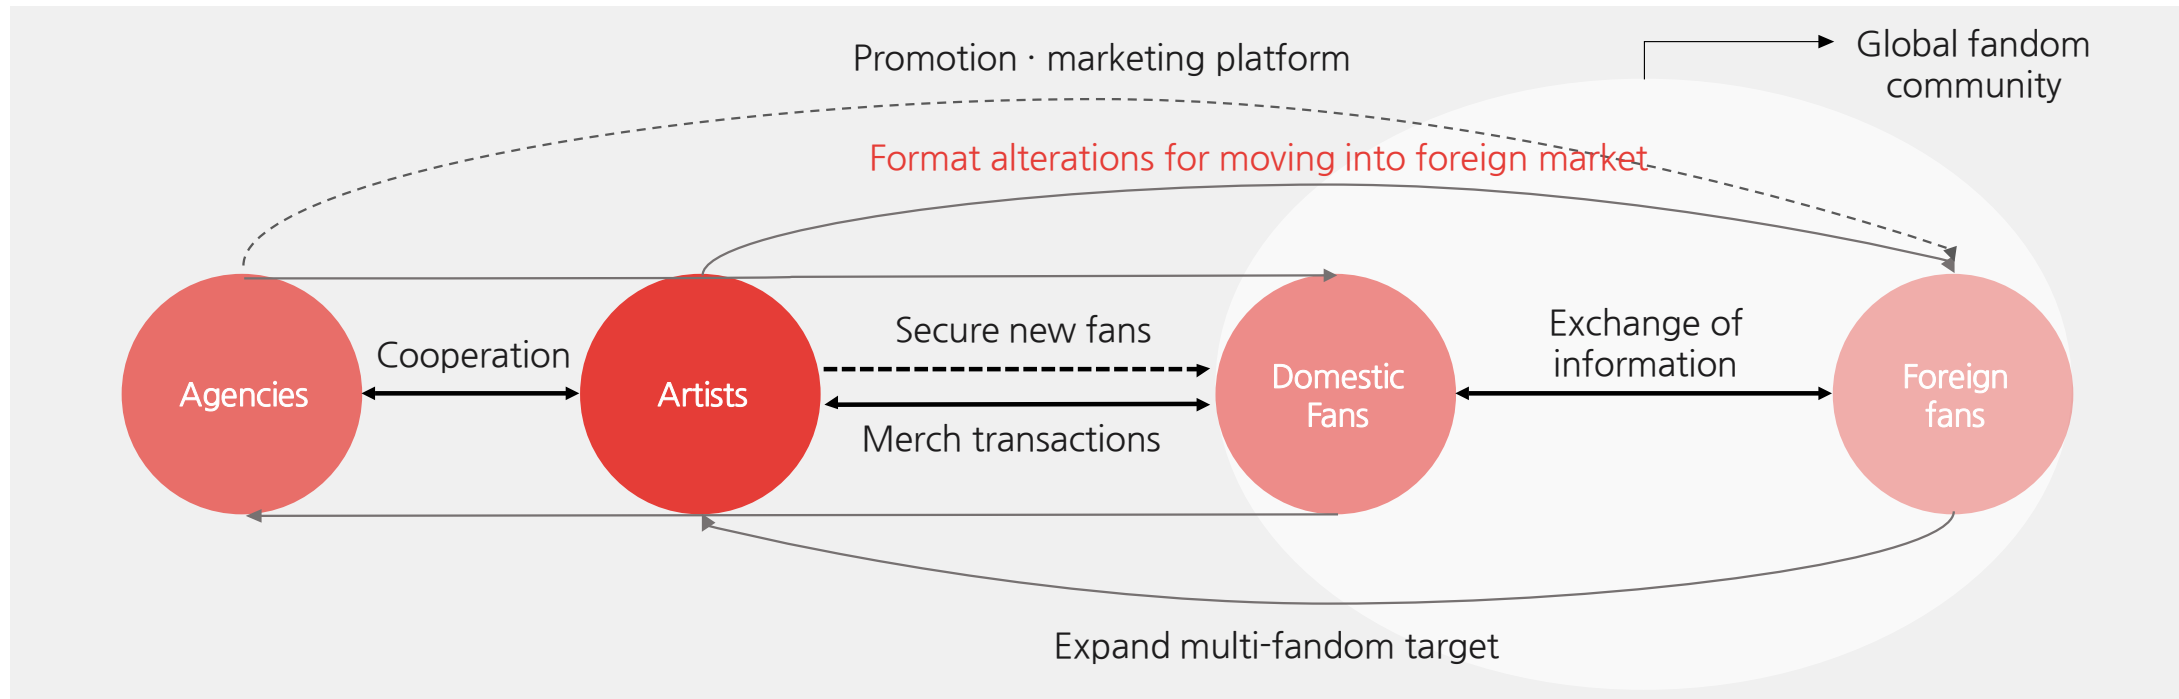 Promotion · marketing platform
Global fandom
community
Format alterations for moving into foreign market
Agencies
Cooperation
Artists
Secure new fans
Merch transactions
Domestic
Fans
Exchange of
information
Foreign
fans
Expand multi-fandom target